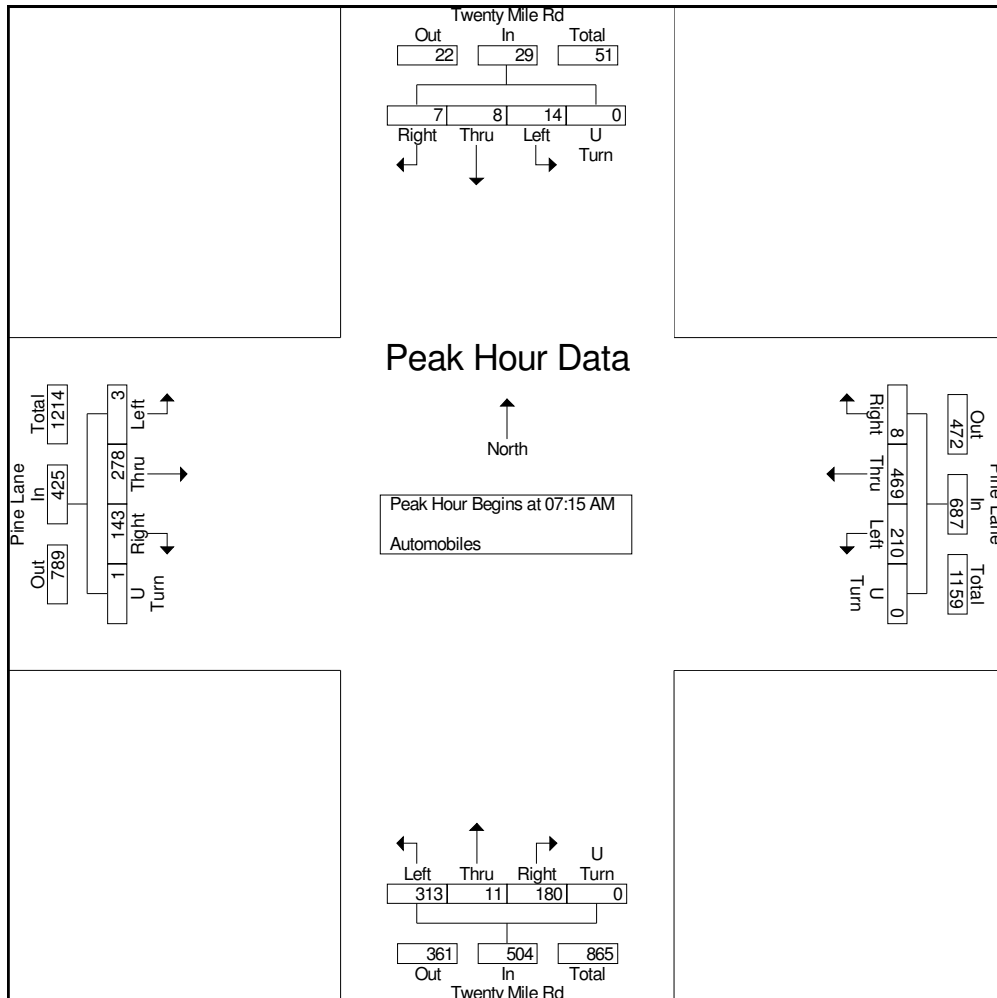 Twenty Mile Rd
Out In Total
22 29 51
7 8 14 0
Right Thru Left U Turn
Peak Hour Data
North
Peak Hour Begins at 07:15 AM
Automobiles
Pine Lane
Total In Out
1214 425 789
3 278 143 1
Left Thru Right U Turn
Right Thru Left U Turn
8 469 210 0
Out In Total
472 687 1159
Pine Lane
Left Thru Right U Turn
313 11 180 0
361 504 865
Out In Total
Twenty Mile Rd